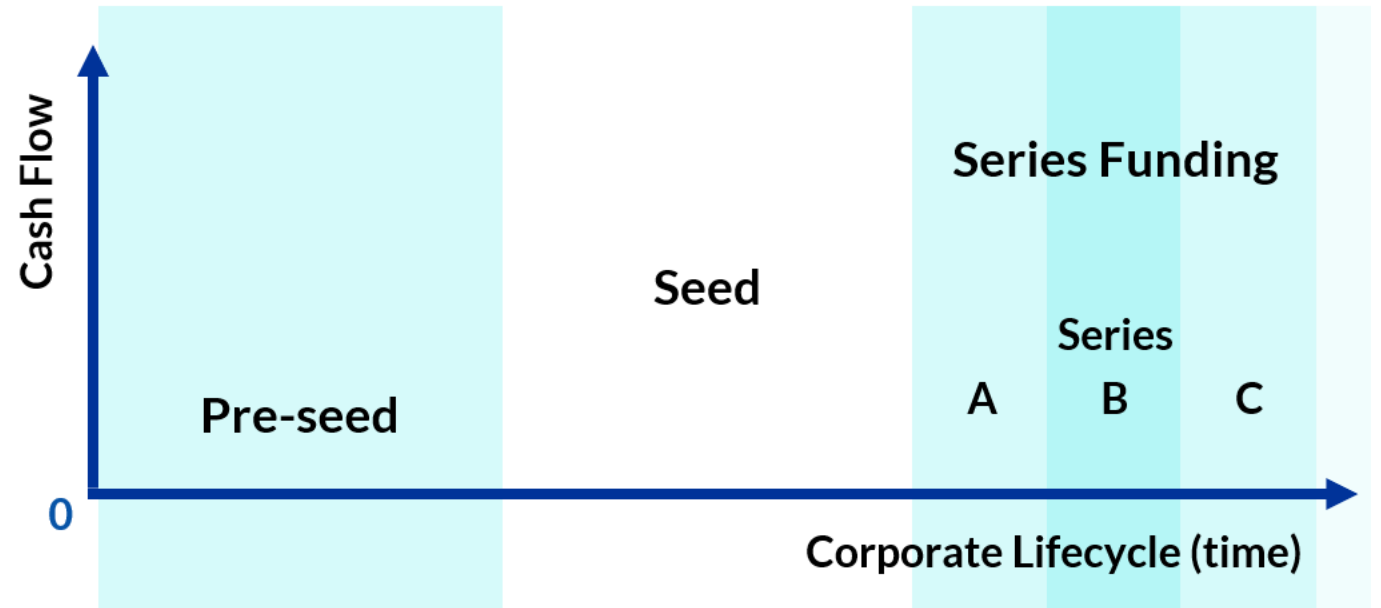 Cash Flow
Series Funding
Seed
Series
Pre-seed
A B C
0
Corporate Lifecycle (time)